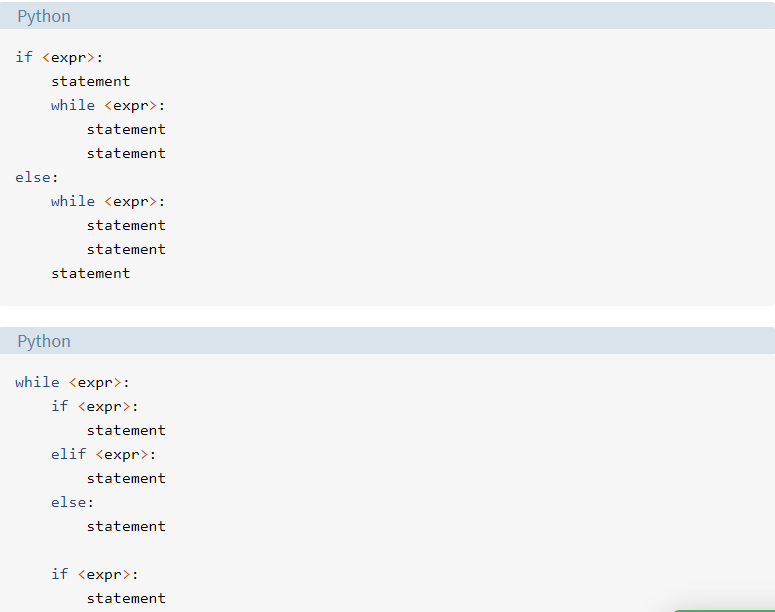 Python
if <expr>:
    statement
    while <expr>:
        statement
        statement
else:
    while <expr>:
        statement
        statement
    statement
Python
while <expr>:
    if <expr>:
        statement
    elif <expr>:
        statement
    else:
        statement

    if <expr>:
        statement